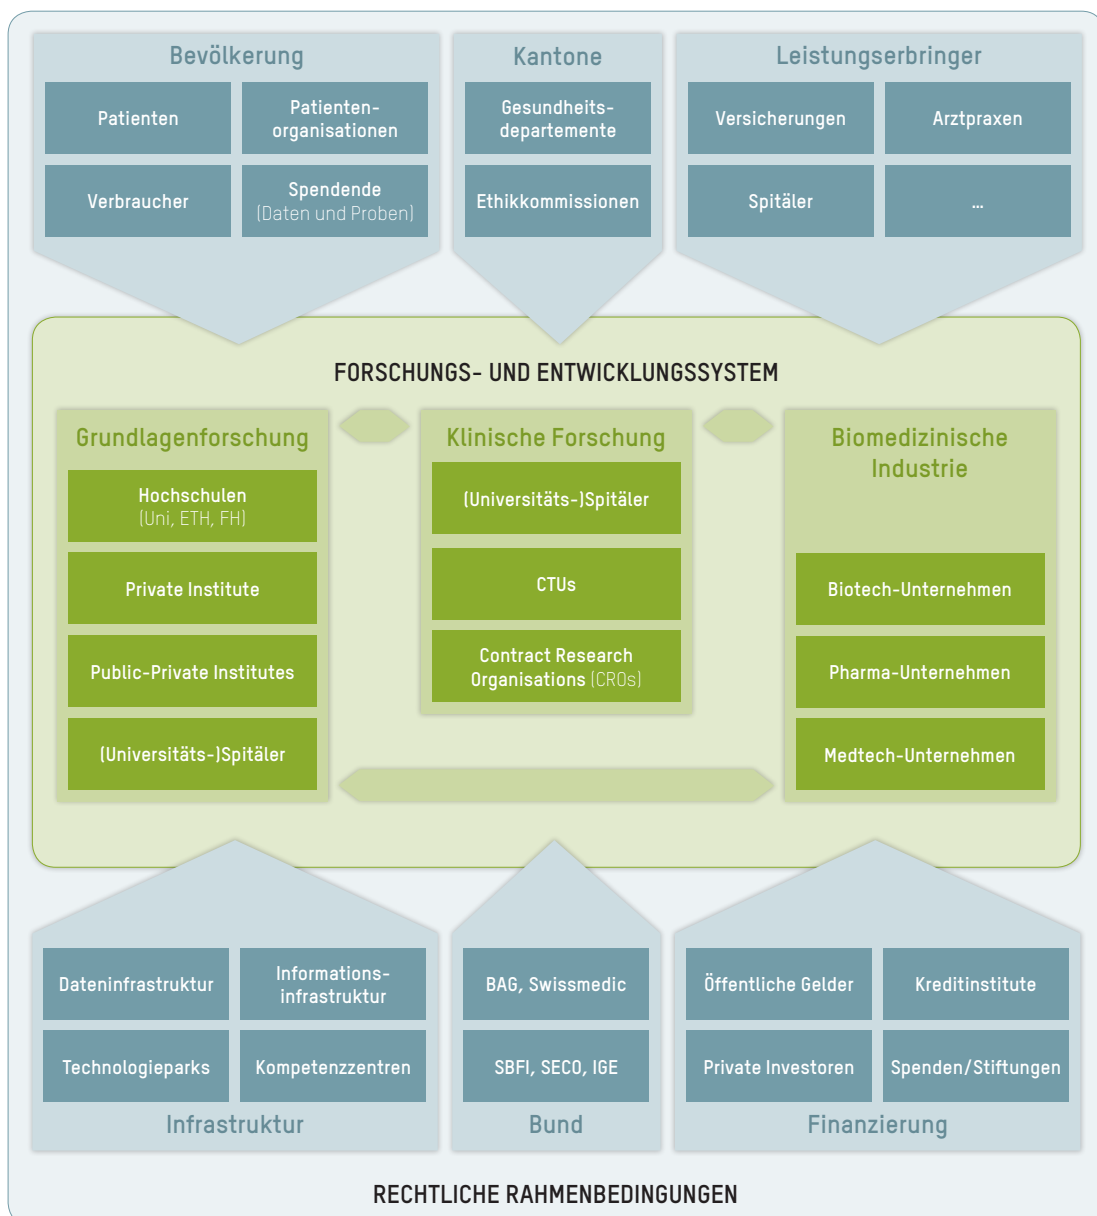 Bevölkerung
Patienten
Patienten-
organisationen
Verbraucher
Spendende
(Daten und Proben)
Kantone
Gesundheits-
departemente
Ethikkommissionen
Leistungserbringer
Versicherungen
Arztpraxen
Spitäler
…
FORSCHUNGS- UND ENTWICKLUNGSSYSTEM
Grundlagenforschung
Hochschulen
(Uni, ETH, FH)
Private Institute
Public-Private Institutes
(Universitäts-)Spitäler
Klinische Forschung
(Universitäts-)Spitäler
CTUs
Contract Research
Organisations (CROs)
Biomedizinische
Industrie
Biotech-Unternehmen
Pharma-Unternehmen
Medtech-Unternehmen
Dateninfrastruktur
Informations-
infrastruktur
Technologieparks
Kompetenzzentren
Infrastruktur
BAG, Swissmedic
SBFI, SECO, IGE
Bund
Öffentliche Gelder
Kreditinstitute
Private Investoren
Spenden/Stiftungen
Finanzierung
RECHTLICHE RAHMENBEDINGUNGEN